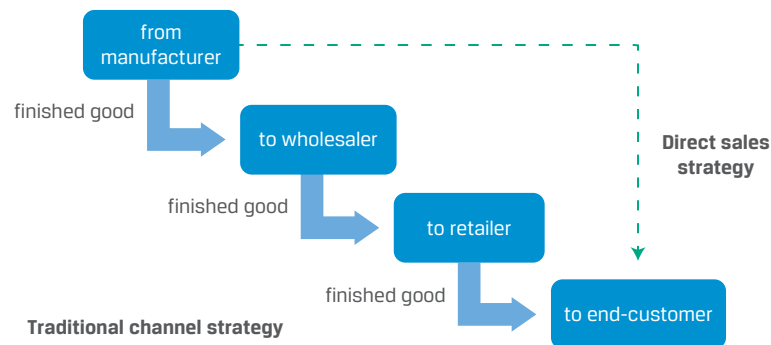 from
manufacturer
finished good
to wholesaler
Direct sales
strategy
finished good
to retailer
finished good
to end-customer
Traditional channel strategy